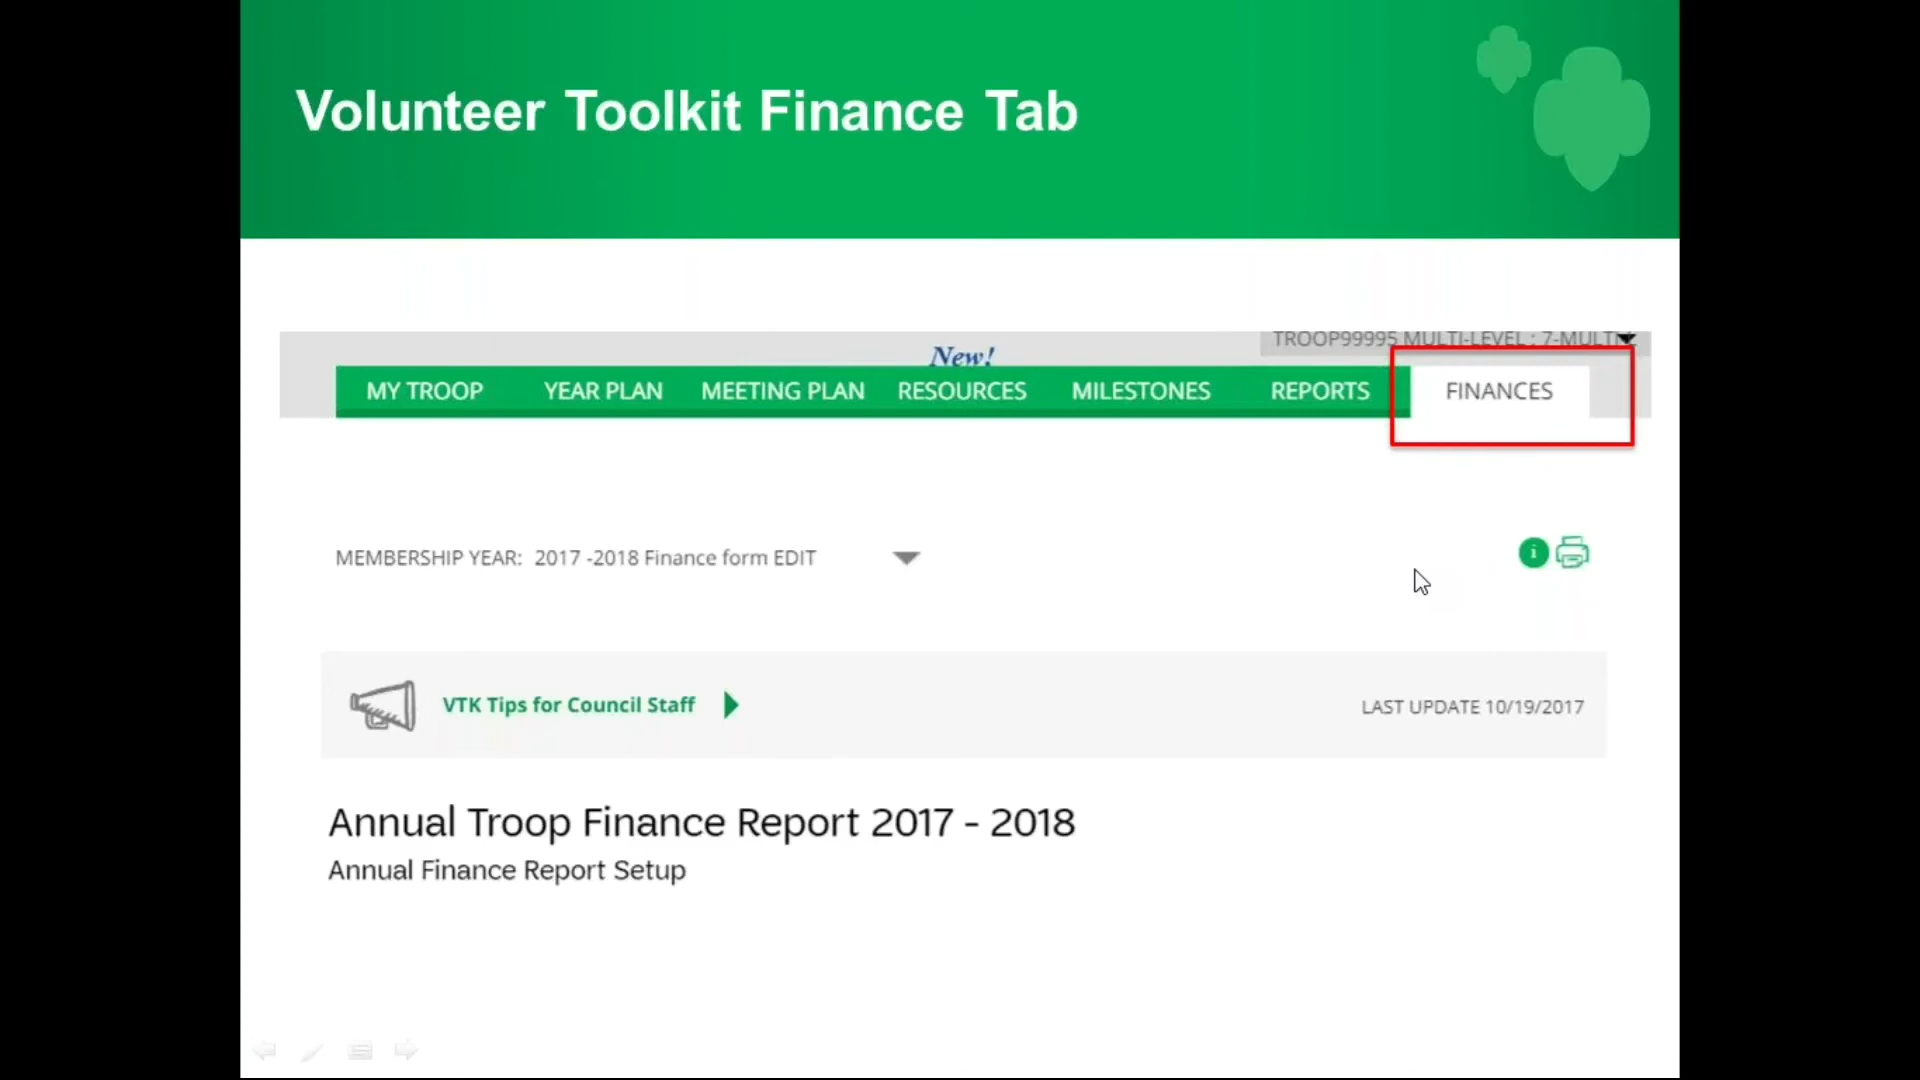 Volunteer Toolkit Finance Tab
TROOP99995 MULTI-LEVEL : 7-MULTI
New!
MY TROOP YEAR PLAN MEETING PLAN RESOURCES MILESTONES REPORTS FINANCES
MEMBERSHIP YEAR: 2017 -2018 Finance form EDIT
i
VTK Tips for Council Staff
LAST UPDATE 10/19/2017
Annual Troop Finance Report 2017 - 2018
Annual Finance Report Setup